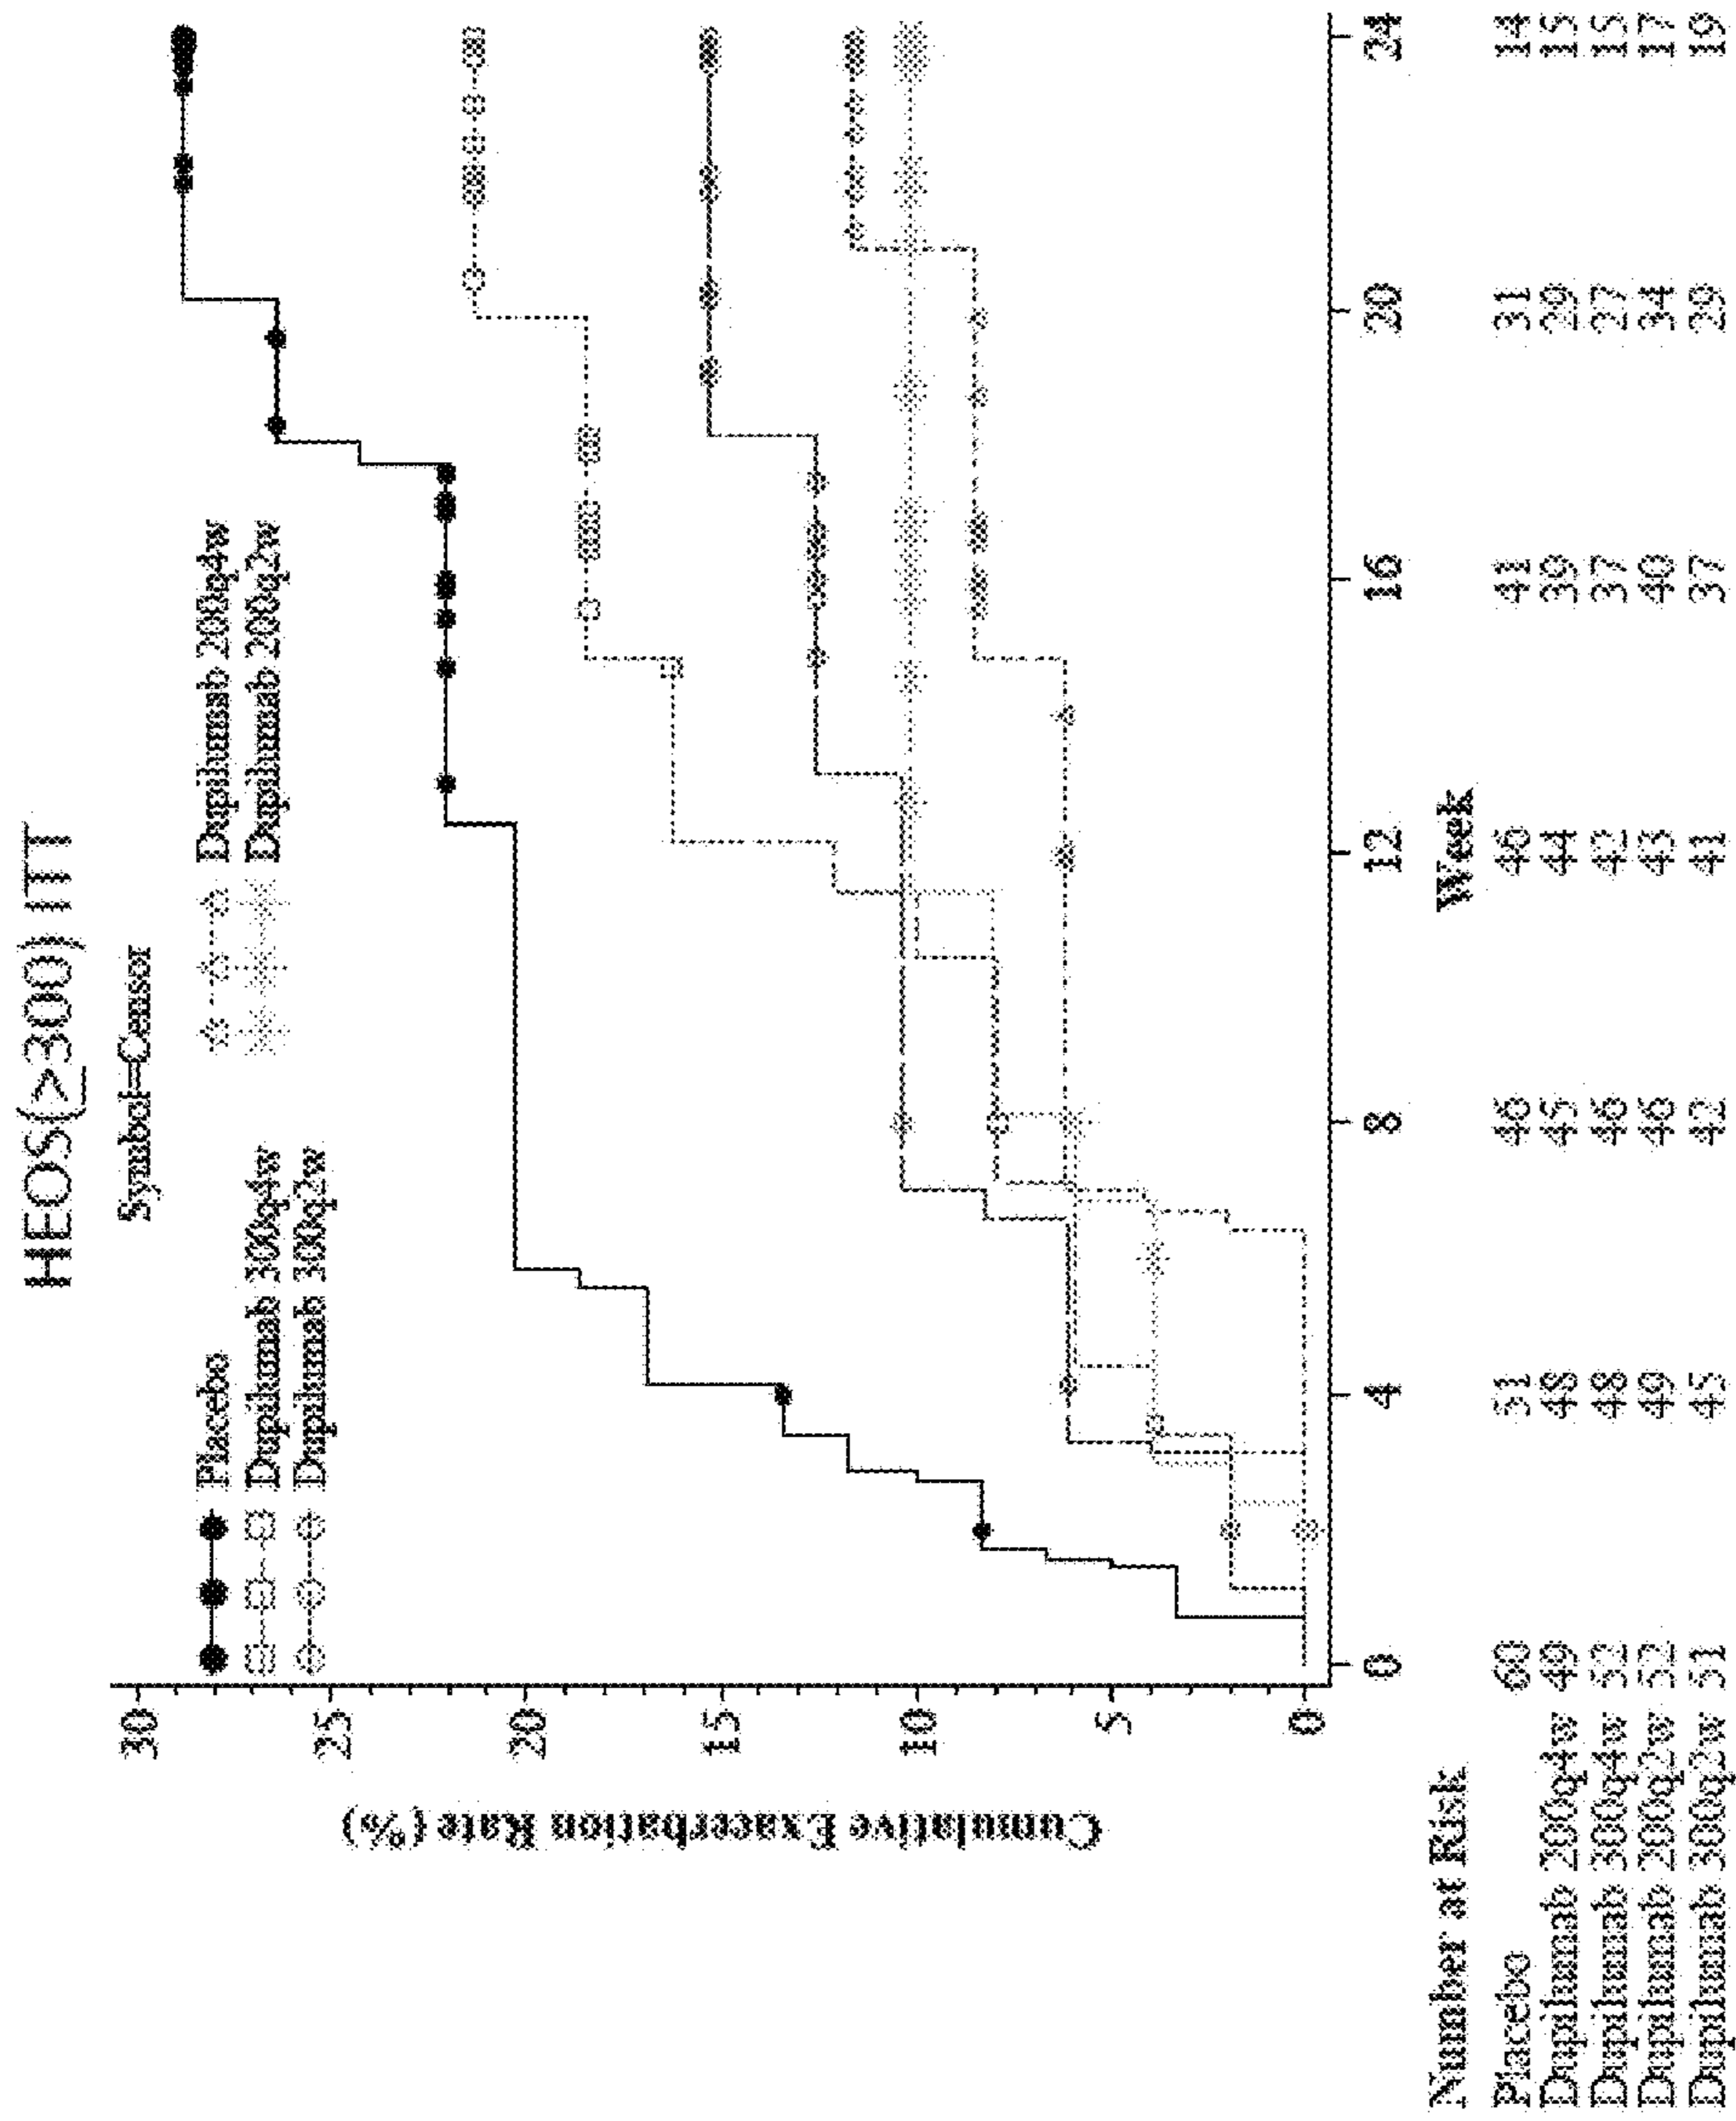 HEOS(≥300) ITT
Symbol=Censor
Placebo
Dupilumab 300q4w
Dupilumab 300q2w
Dupilumab 200q4w
Dupilumab 200q2w
Cumulative Exacerbation Rate (%)
30
25
20
15
10
5
0
0 4 8 12 16 20 24
Week
Number at Risk
Placebo 60 51 46 46 41 31 14
Dupilumab 200q4w 49 48 45 44 39 29 15
Dupilumab 300q4w 52 48 46 42 37 27 15
Dupilumab 200q2w 52 49 46 43 40 34 17
Dupilumab 300q2w 51 45 42 41 37 29 19